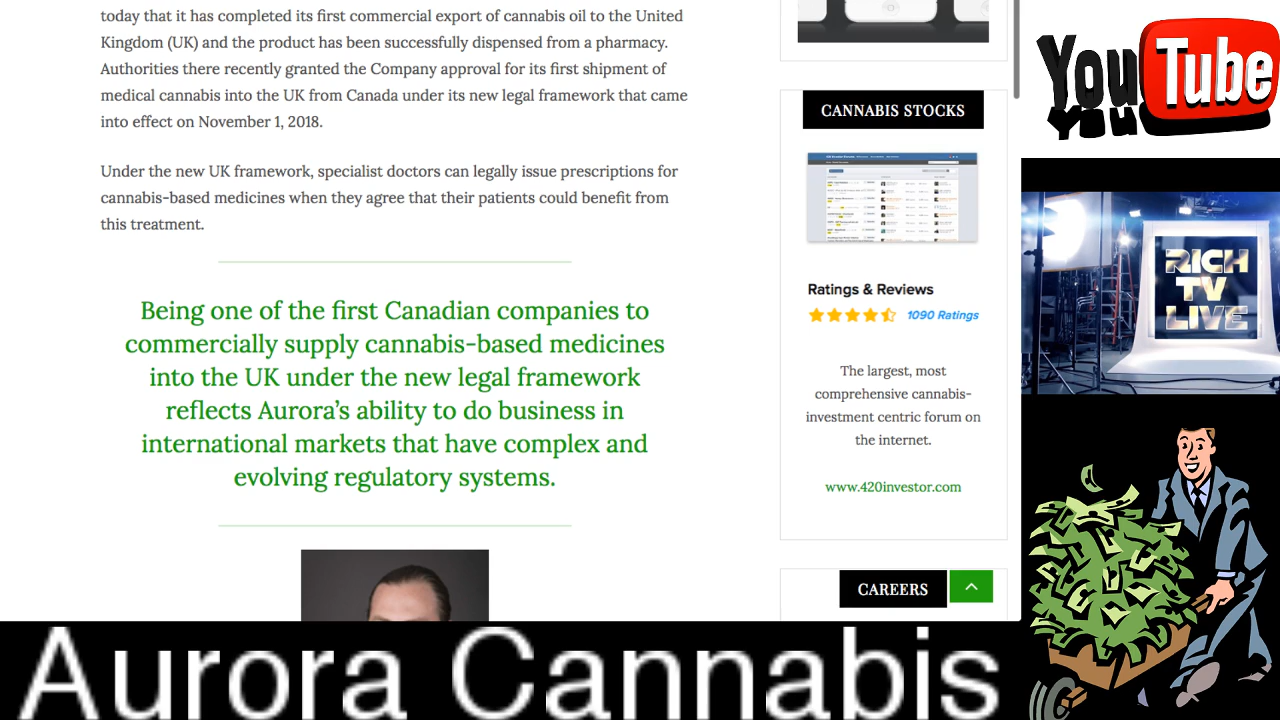 today that it has completed its first commercial export of cannabis oil to the United
Kingdom (UK) and the product has been successfully dispensed from a pharmacy.
Authorities there recently granted the Company approval for its first shipment of
medical cannabis into the UK from Canada under its new legal framework that came
into effect on November 1, 2018.
Under the new UK framework, specialist doctors can legally issue prescriptions for
cannabis-based medicines when they agree that their patients could benefit from
this treatment.
Being one of the first Canadian companies to
commercially supply cannabis-based medicines
into the UK under the new legal framework
reflects Aurora’s ability to do business in
international markets that have complex and
evolving regulatory systems.
CANNABIS STOCKS
Ratings & Reviews
1090 Ratings
The largest, most
comprehensive cannabis-
investment centric forum on
the internet.
www.420investor.com
CAREERS
YouTube
You
RICH
TV
LIVE
Aurora Cannabis